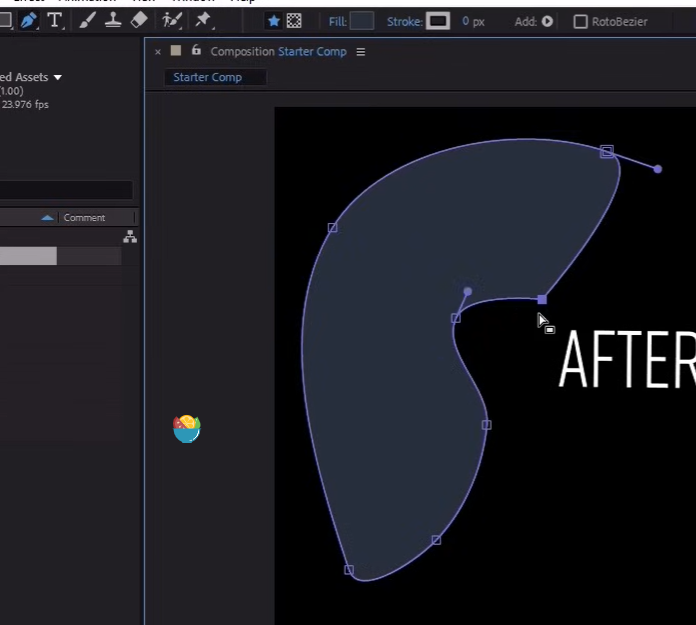 Fill:
Stroke:
0 px
Add:
RotoBezier
Composition Starter Comp
Starter Comp
ed Assets
(1.00)
23.976 fps
Comment
AFTER